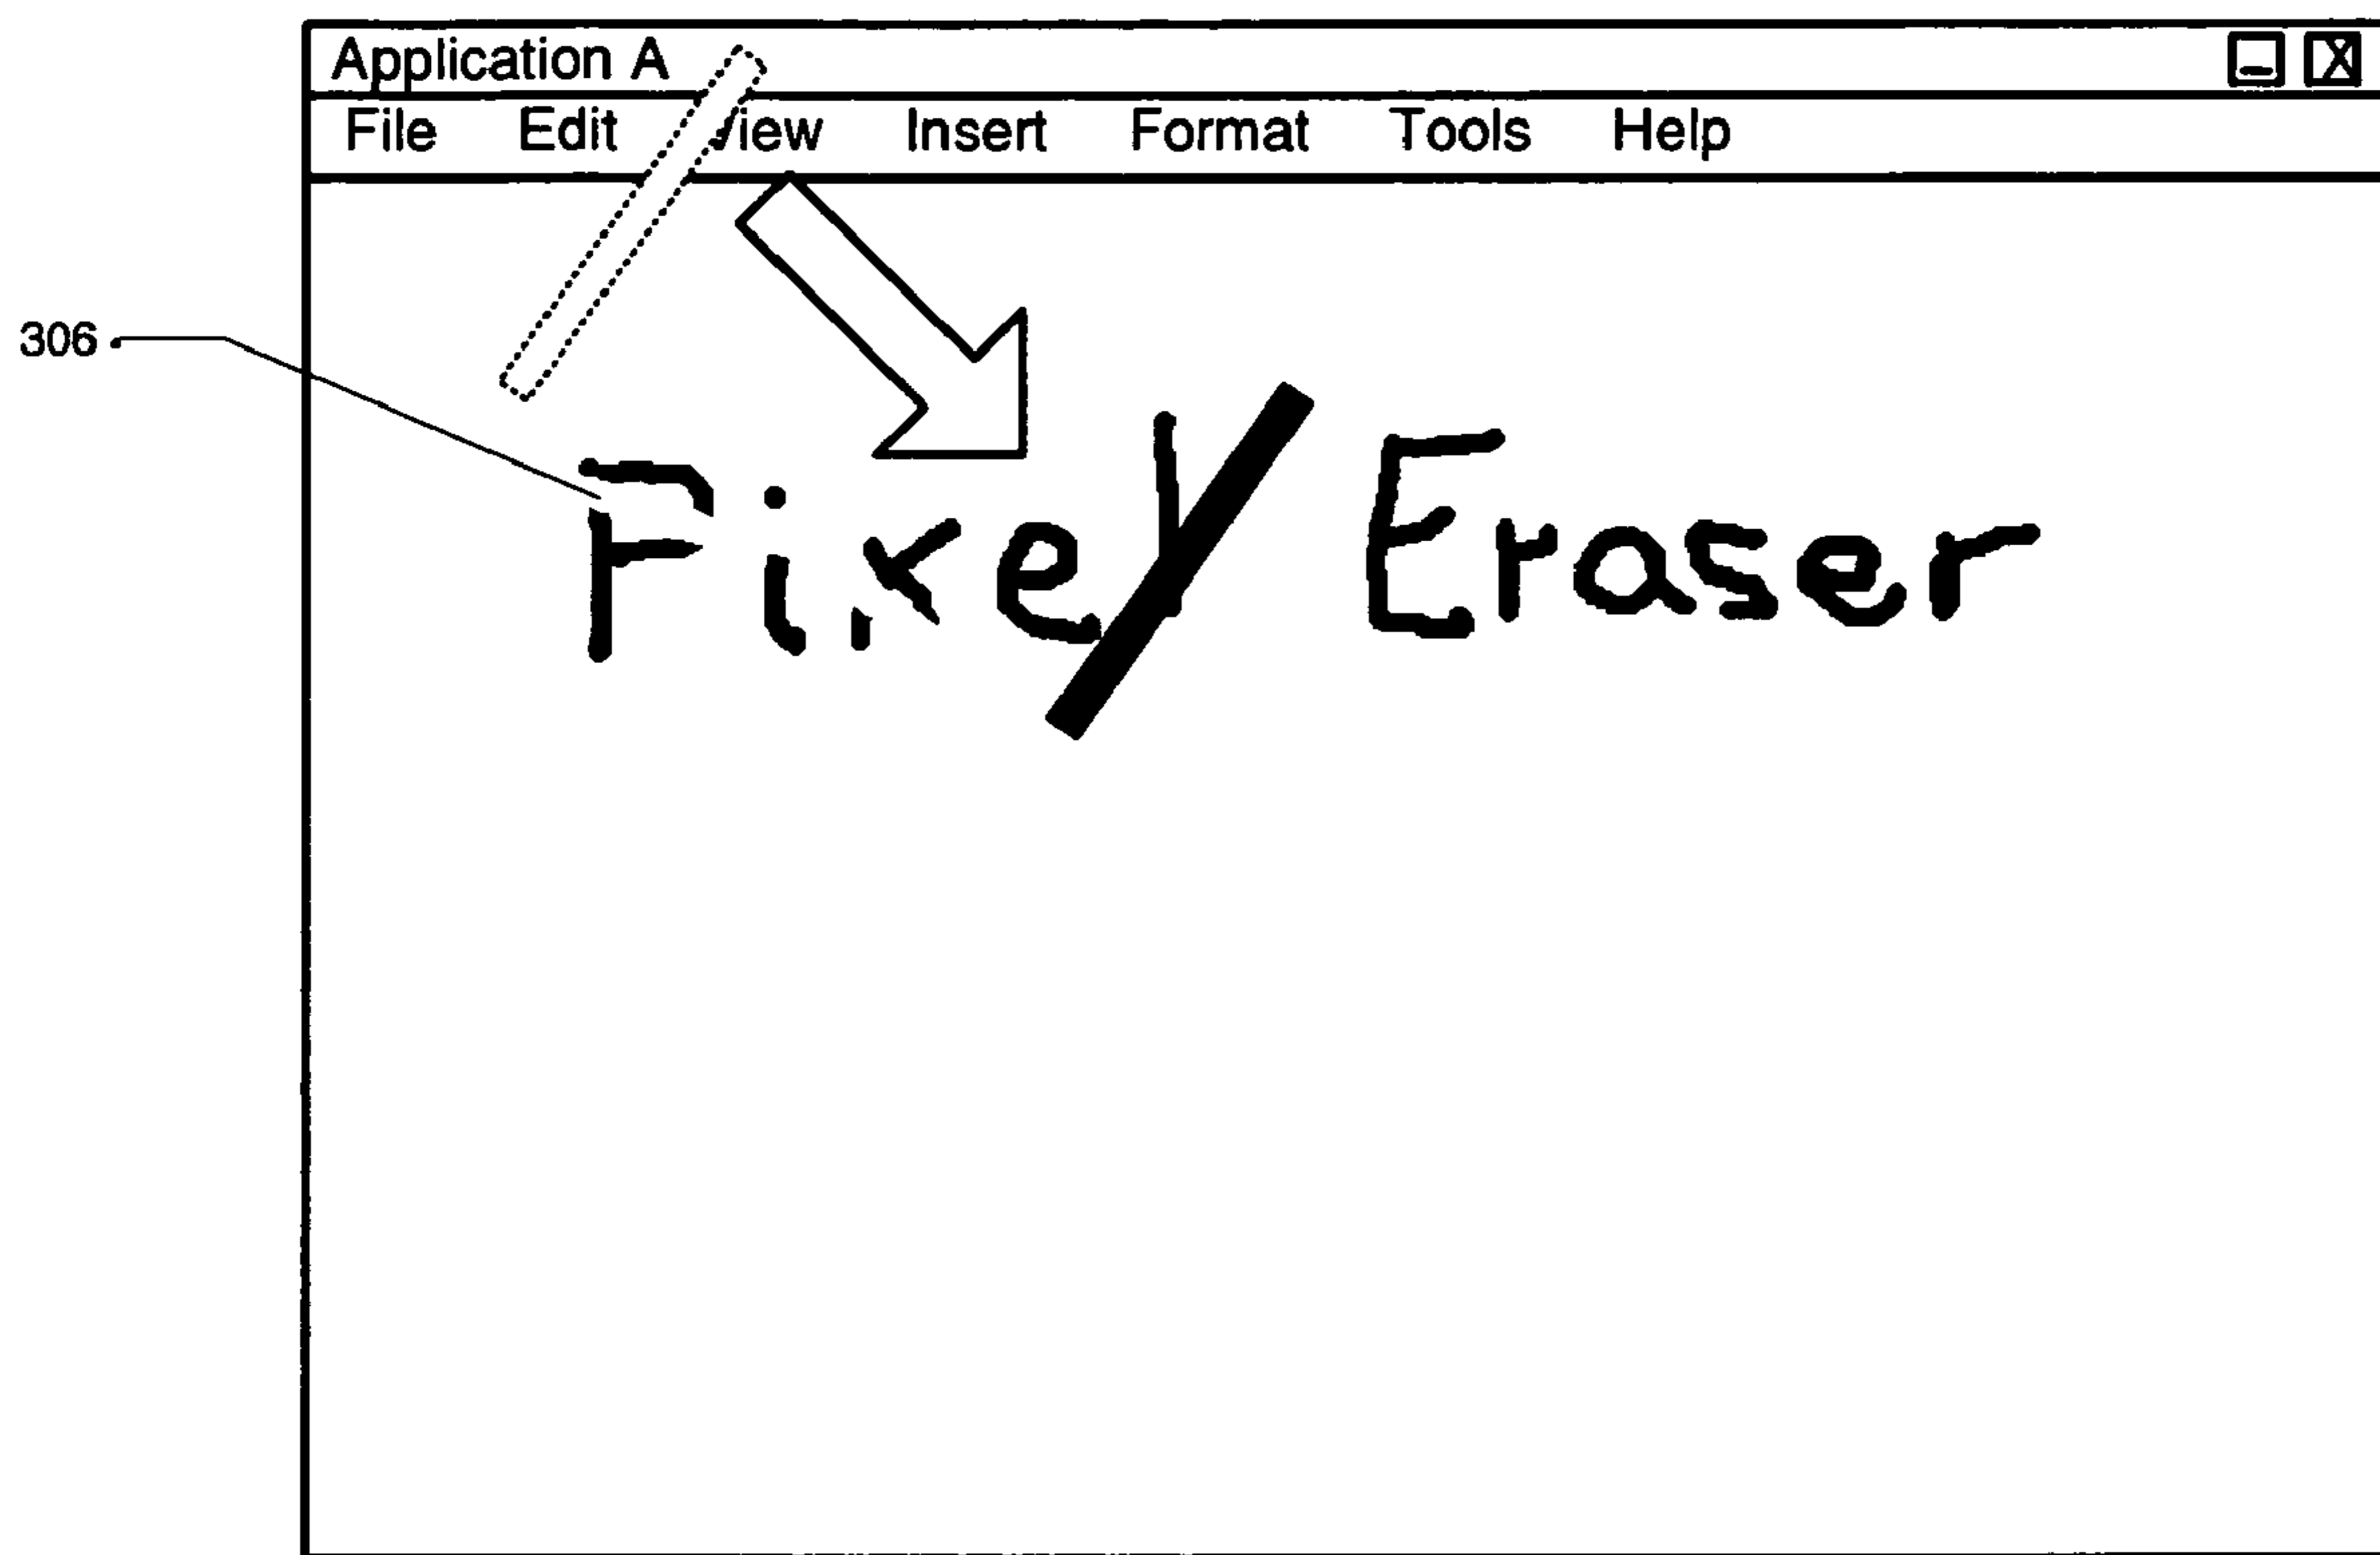 Application A
File Edit View Insert Format Tools Help
306
Pixel Eraser